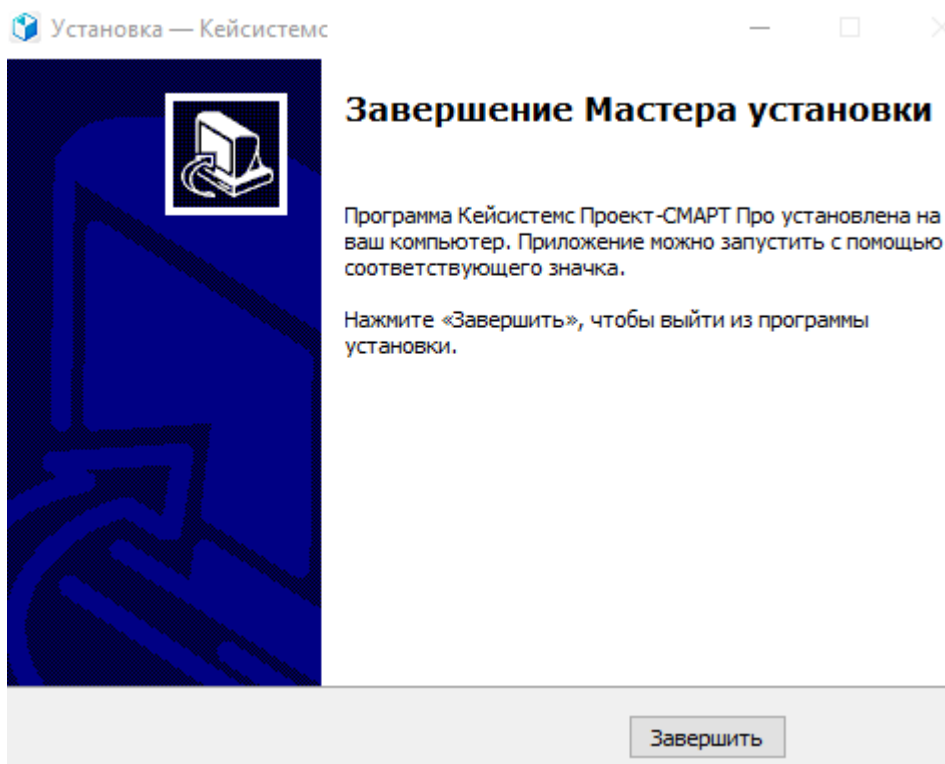 Установка — Кейсистемс
Завершение Мастера установки
Программа Кейсистемс Проект-СМАРТ Про установлена на
ваш компьютер. Приложение можно запустить с помощью
соответствующего значка.
Нажмите «Завершить», чтобы выйти из программы
установки.
Завершить